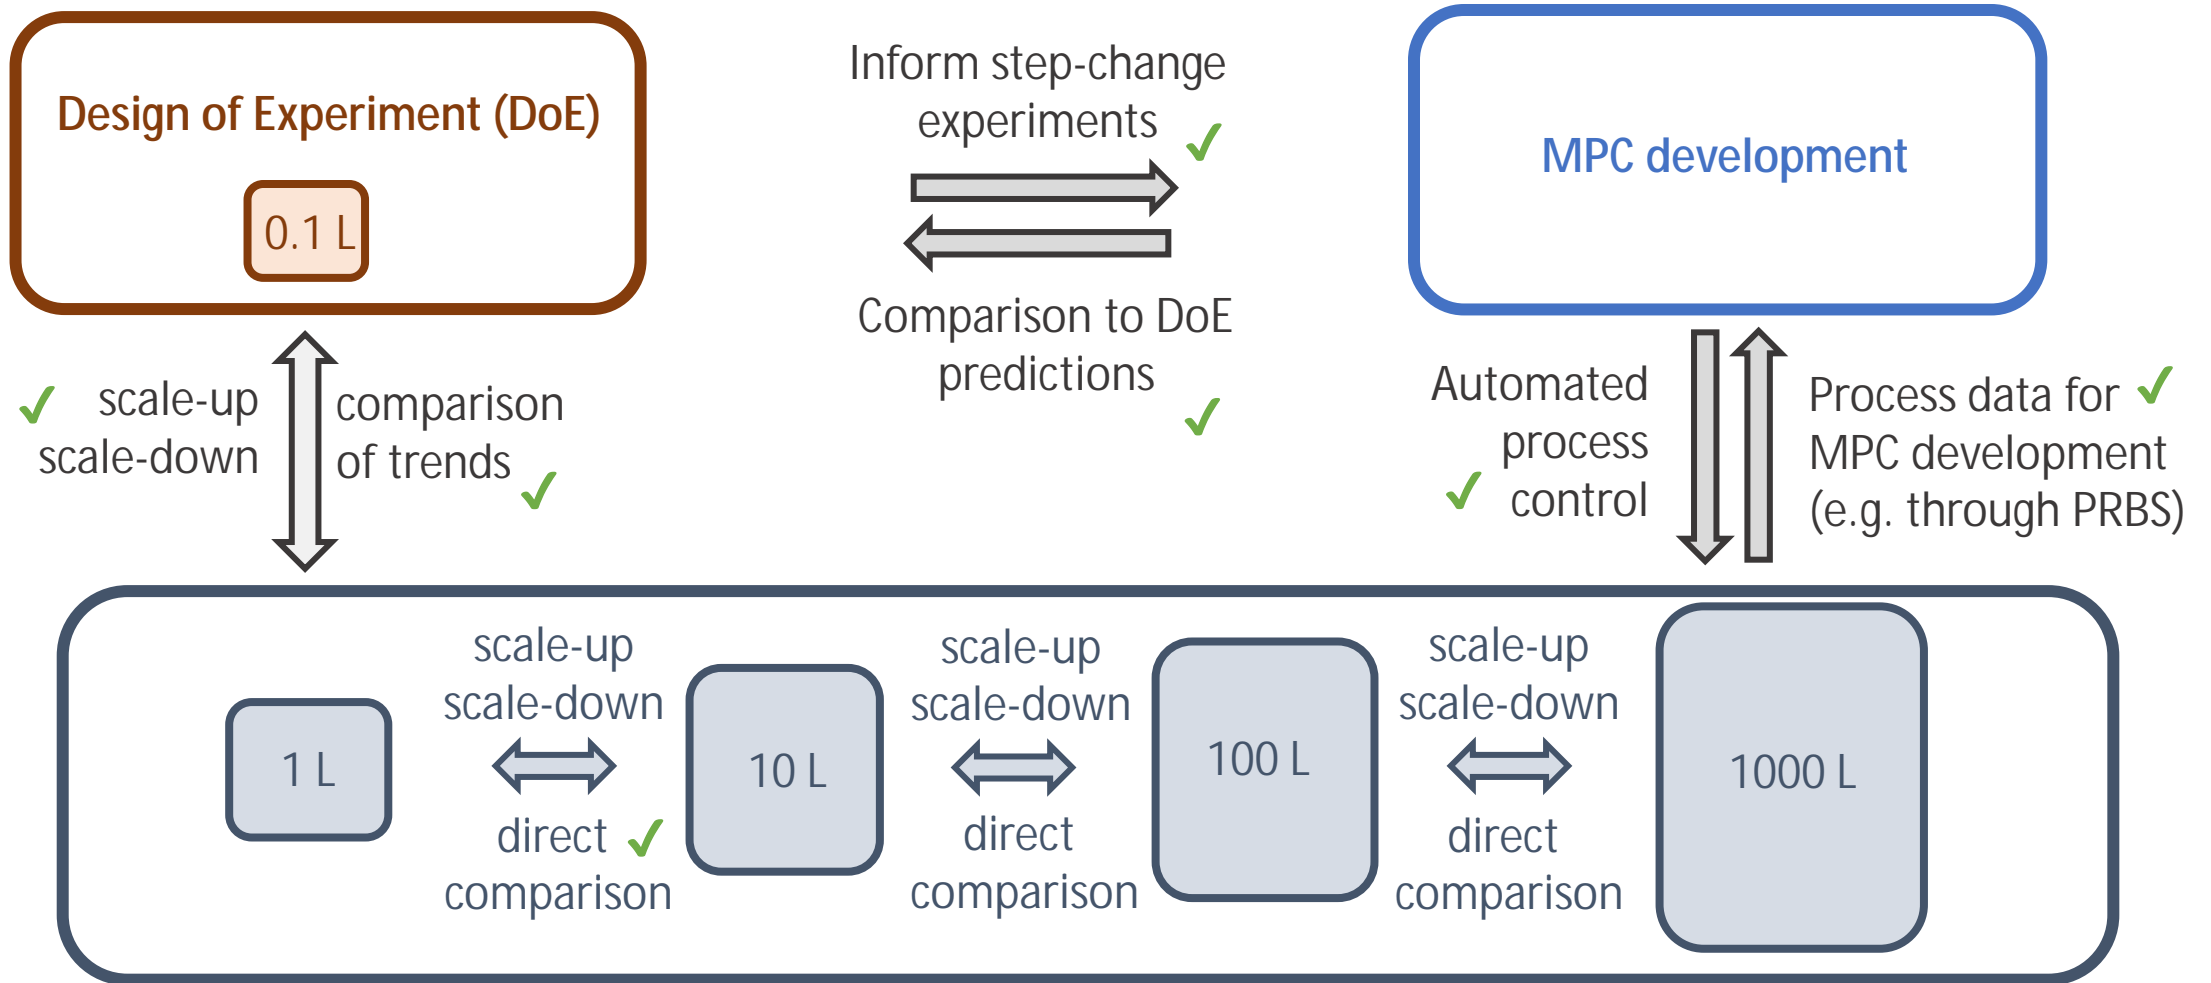 Design of Experiment (DoE)
0.1 L
Inform step-change
experiments ✓
Comparison to DoE
predictions
✓
MPC development
✓ scale-up
scale-down
comparison
of trends ✓
Automated
process
✓ control
Process data for ✓
MPC development
(e.g. through PRBS)
1 L
scale-up
scale-down
direct ✓
comparison
10 L
scale-up
scale-down
direct
comparison
100 L
scale-up
scale-down
direct
comparison
1000 L